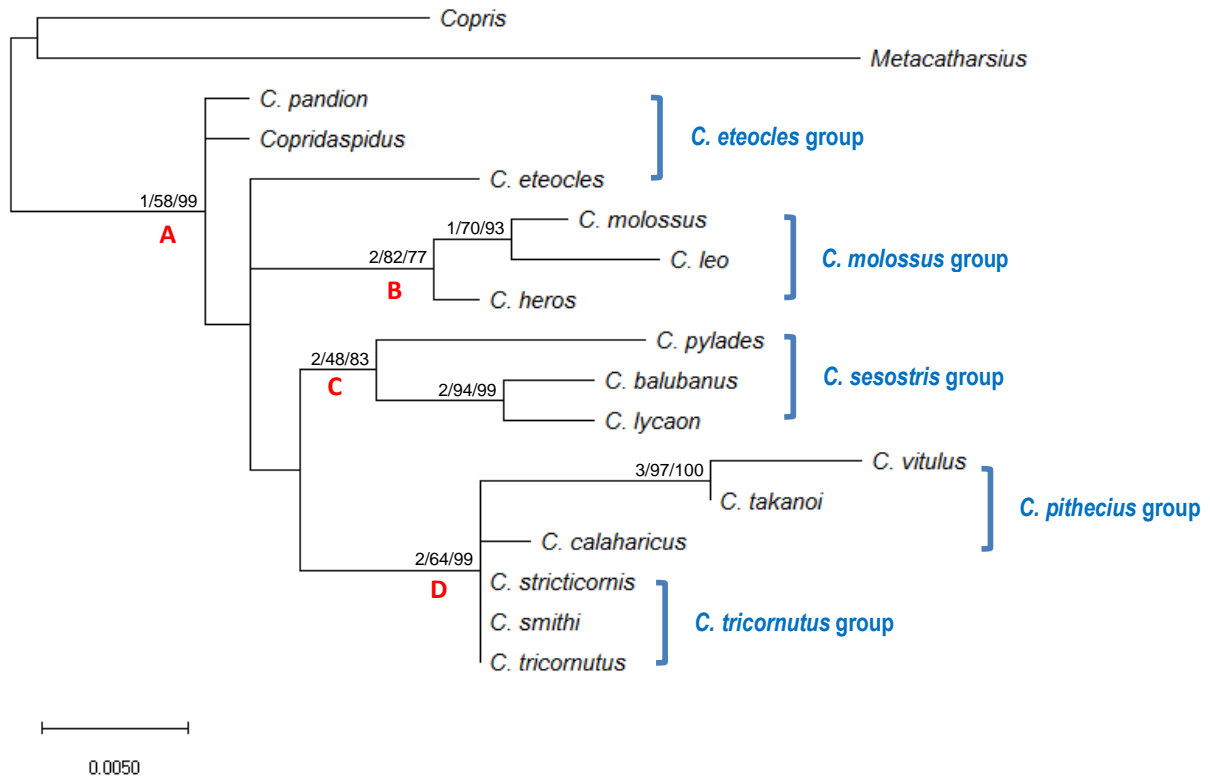 Copris
Metacatharsius
C. pandion
Copridaspidus
C. eteocles group
1/58/99
A
C. eteocles
1/70/93
C. molossus
C. leo
C. molossus group
2/82/77
B
C. heros
2/48/83
C
C. pylades
C. balubanus
C. sesostris group
2/94/99
C. lycaon
3/97/100
C. vitulus
C. takanoi
C. pithecius group
C. calaharicus
2/64/99
D
C. stricticornis
C. smithi
C. tricornutus group
C. tricornutus
0.0050